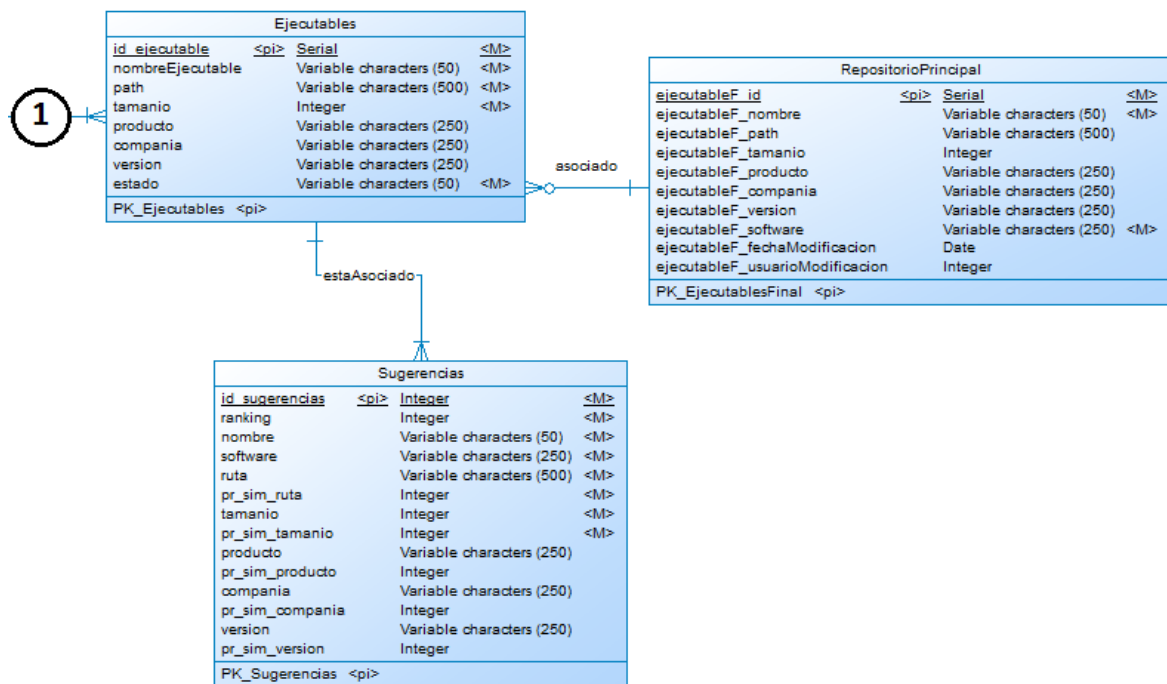 Ejecutables
id_ejecutable <pi> Serial <M>
nombreEjecutable Variable characters (50) <M>
path Variable characters (500) <M>
tamanio Integer <M>
producto Variable characters (250)
compania Variable characters (250)
version Variable characters (250)
estado Variable characters (50) <M>
PK_Ejecutables <pi>
1
RepositorioPrincipal
ejecutableF_id <pi> Serial <M>
ejecutableF_nombre Variable characters (50) <M>
ejecutableF_path Variable characters (500)
ejecutableF_tamanio Integer
ejecutableF_producto Variable characters (250)
ejecutableF_compania Variable characters (250)
ejecutableF_version Variable characters (250)
ejecutableF_software Variable characters (250) <M>
ejecutableF_fechaModificacion Date
ejecutableF_usuarioModificacion Integer
PK_EjecutablesFinal <pi>
asociado
estaAsociado
Sugerencias
id_sugerencias <pi> Integer <M>
ranking Integer <M>
nombre Variable characters (50) <M>
software Variable characters (250) <M>
ruta Variable characters (500) <M>
pr_sim_ruta Integer <M>
tamanio Integer <M>
pr_sim_tamanio Integer <M>
producto Variable characters (250)
pr_sim_producto Integer
compania Variable characters (250)
pr_sim_compania Integer
version Variable characters (250)
pr_sim_version Integer
PK_Sugerencias <pi>